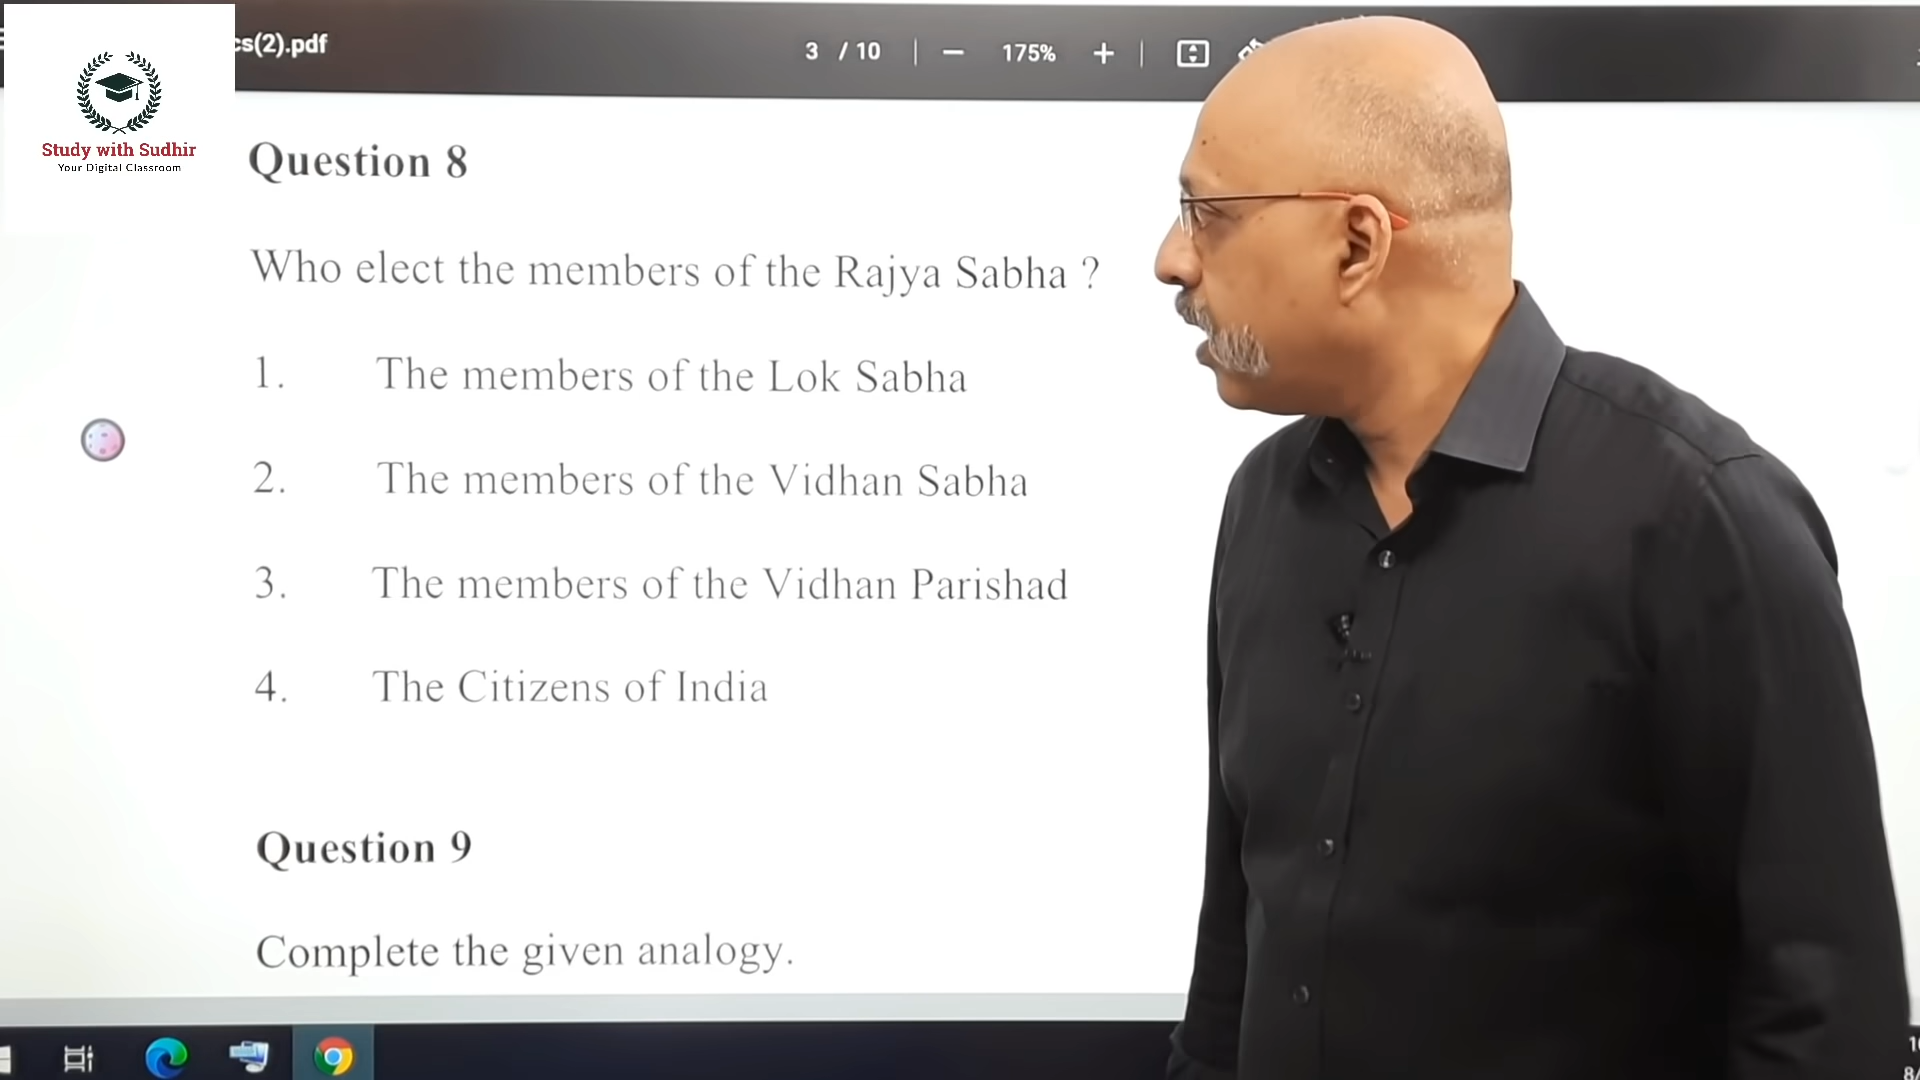 cs(2).pdf
3 / 10
175%
Study with Sudhir
Your Digital Classroom
Question 8
Who elect the members of the Rajya Sabha ?
1. The members of the Lok Sabha
2. The members of the Vidhan Sabha
3. The members of the Vidhan Parishad
4. The Citizens of India
Question 9
Complete the given analogy.